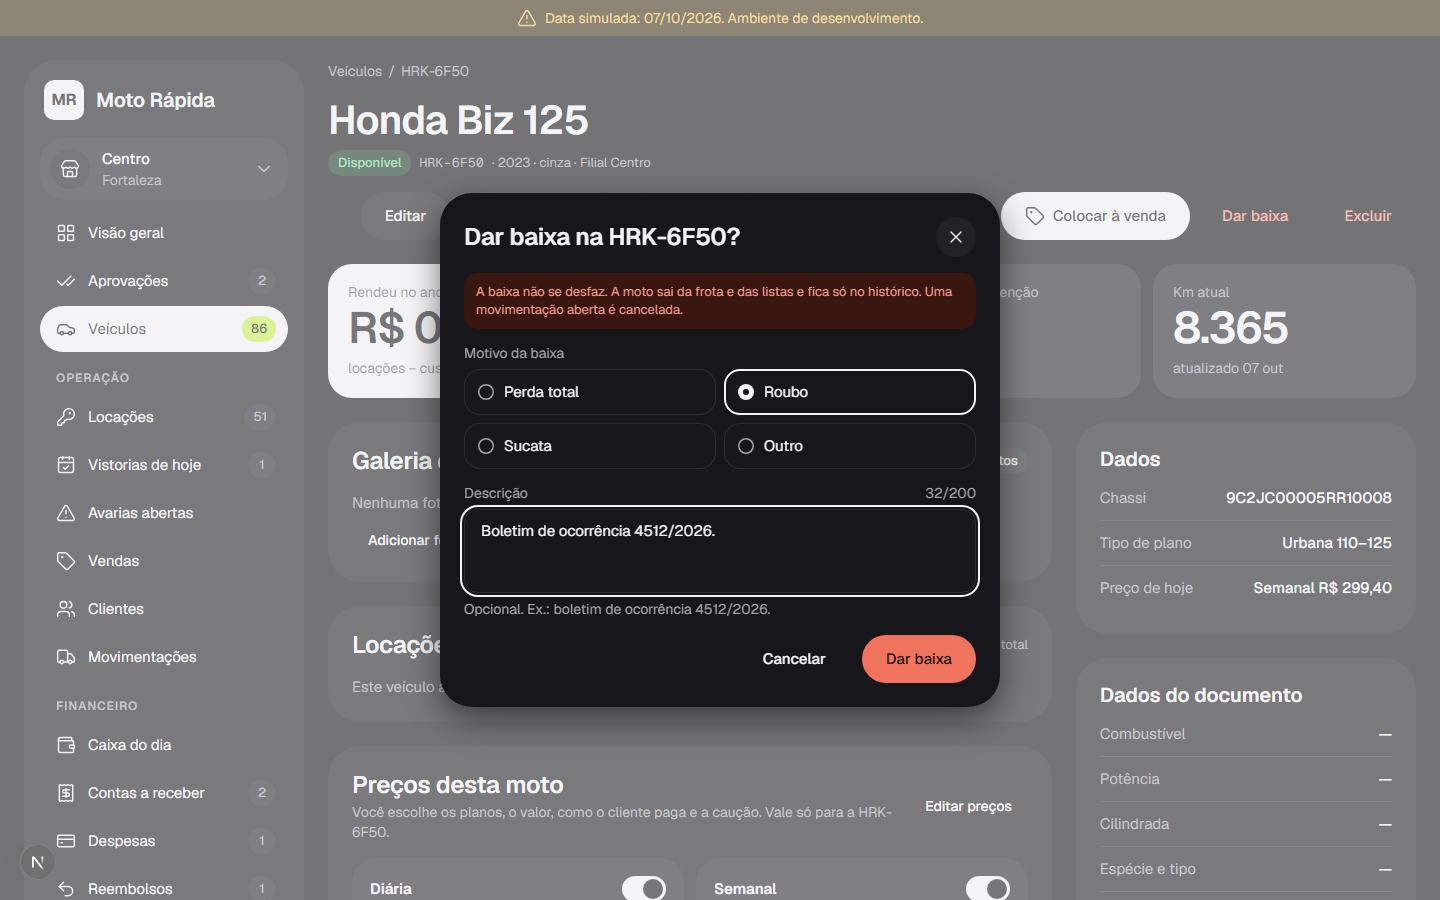 Data simulada: 07/10/2026. Ambiente de desenvolvimento.
MR
Moto Rápida
Centro
Fortaleza
Visão geral
Aprovações 2
Veículos 86
OPERAÇÃO
Locações 51
Vistorias de hoje 1
Avarias abertas
Vendas
Clientes
Movimentações
FINANCEIRO
Caixa do dia
Contas a receber 2
Despesas 1
Reembolsos 1
N
Veículos / HRK-6F50
Honda Biz 125
Disponível HRK-6F50 · 2023 · cinza · Filial Centro
Editar
Colocar à venda
Dar baixa
Excluir
Rendeu no
R$ 0
locações –
Km atual
8.365
atualizado 07 out
Galeria
Nenhuma
Adicionar
Locaçõe
total
Este veículo
Preços desta moto
Você escolhe os planos, o valor, como o cliente paga e a caução. Vale só para a HRK-
6F50.
Editar preços
Diária
Semanal
Dados
Chassi 9C2JC00005RR10008
Tipo de plano Urbana 110–125
Preço de hoje Semanal R$ 299,40
Dados do documento
Combustível —
Potência —
Cilindrada —
Espécie e tipo —
Dar baixa na HRK-6F50?
A baixa não se desfaz. A moto sai da frota e das listas e fica só no histórico. Uma
movimentação aberta é cancelada.
Motivo da baixa
Perda total
Roubo
Sucata
Outro
Descrição 32/200
Boletim de ocorrência 4512/2026.
Opcional. Ex.: boletim de ocorrência 4512/2026.
Cancelar
Dar baixa